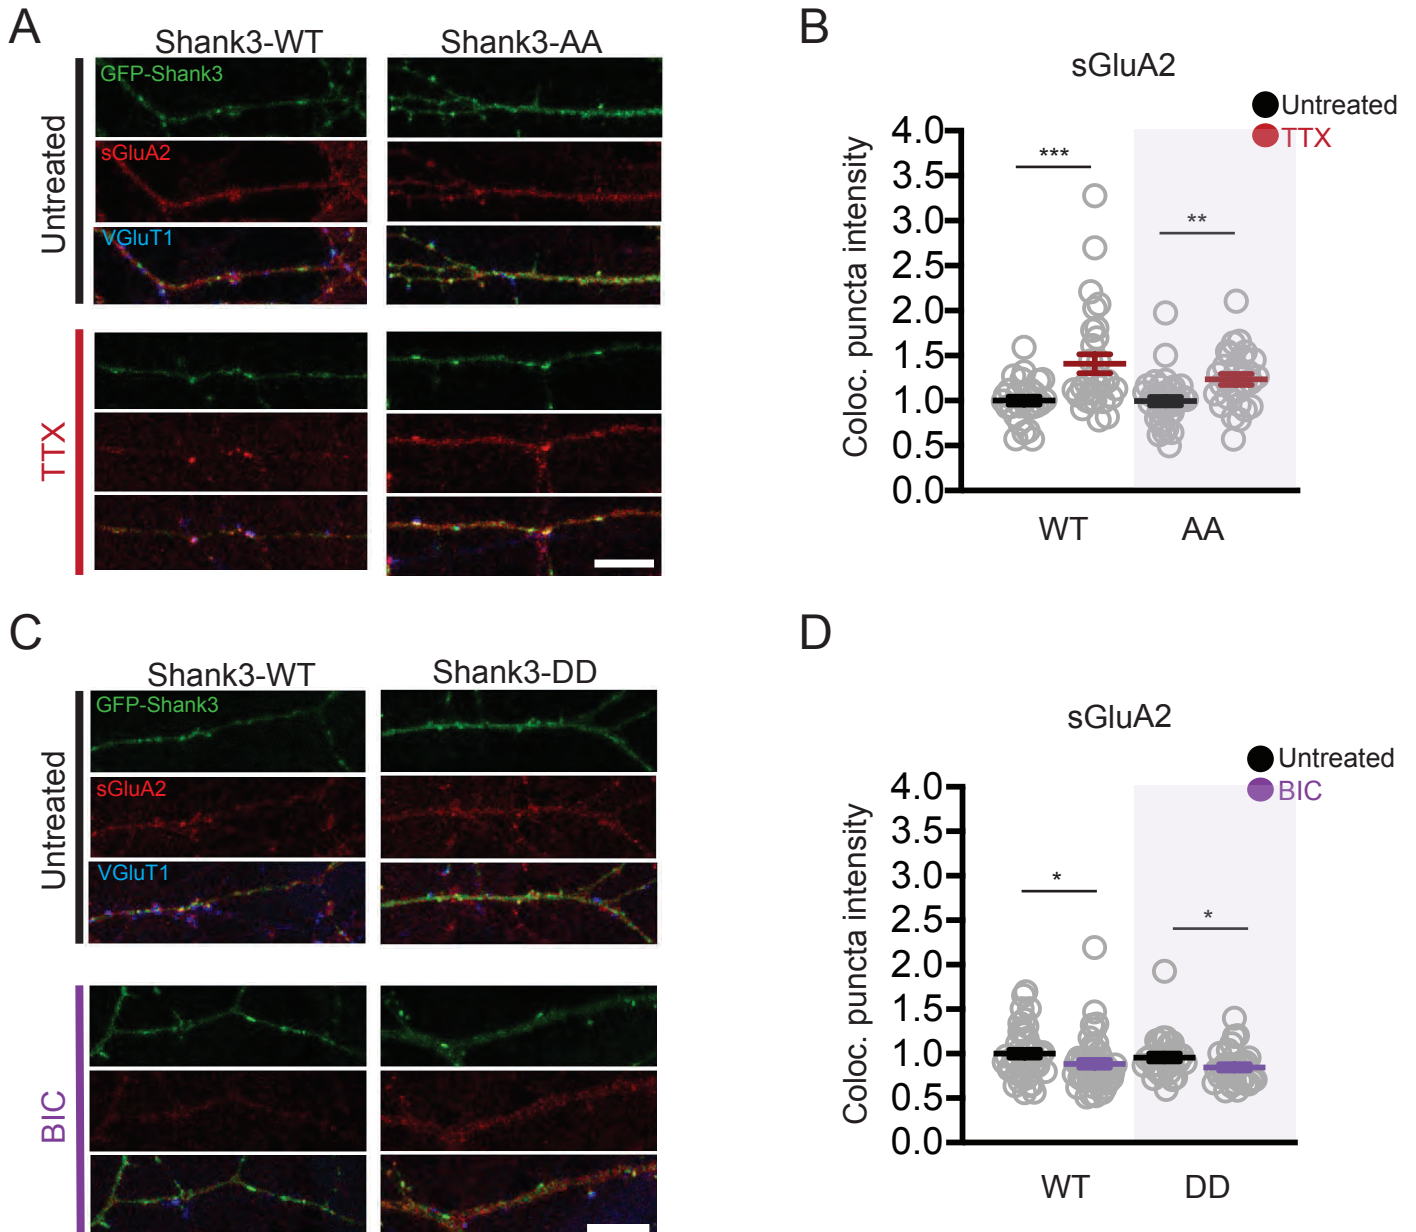 A
Shank3-WT
Shank3-AA
Untreated
GFP-Shank3
sGluA2
VGluT1
TTX
B
sGluA2
Untreated
TTX
Coloc. puncta intensity
4.0
3.5
3.0
2.5
2.0
1.5
1.0
0.5
0.0
***
**
WT
AA
C
Shank3-WT
Shank3-DD
Untreated
GFP-Shank3
sGluA2
VGluT1
BIC
D
sGluA2
Untreated
BIC
Coloc. puncta intensity
4.0
3.5
3.0
2.5
2.0
1.5
1.0
0.5
0.0
*
*
WT
DD